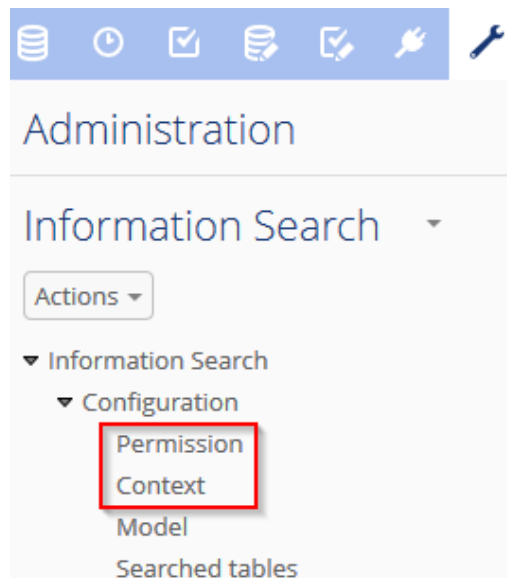 Administration
Information Search
Actions
Information Search
Configuration
Permission
Context
Model
Searched tables